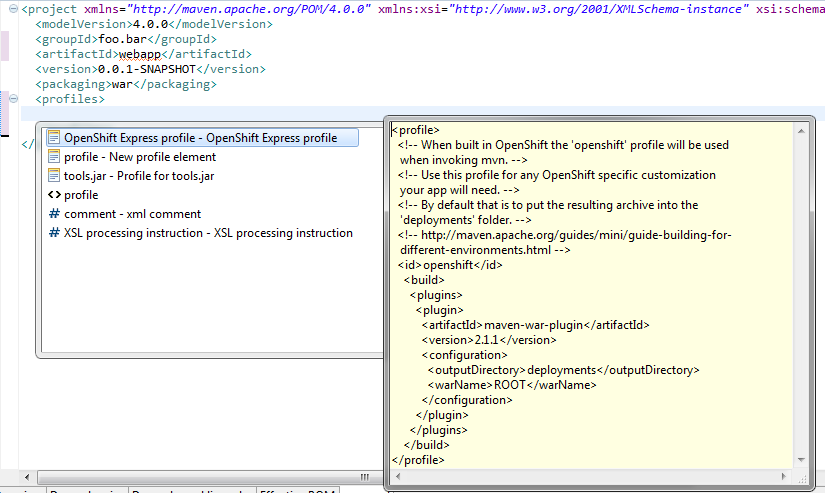 <project xmlns="http://maven.apache.org/POM/4.0.0" xmlns:xsi="http://www.w3.org/2001/XMLSchema-instance" xsi:schema
<modelVersion>4.0.0</modelVersion>
<groupId>foo.bar</groupId>
<artifactId>webapp</artifactId>
<version>0.0.1-SNAPSHOT</version>
<packaging>war</packaging>
<profiles>
</
OpenShift Express profile - OpenShift Express profile
profile - New profile element
tools.jar - Profile for tools.jar
<> profile
# comment - xml comment
# XSL processing instruction - XSL processing instruction
<profile>
<!-- When built in OpenShift the 'openshift' profile will be used
when invoking mvn. -->
<!-- Use this profile for any OpenShift specific customization
your app will need. -->
<!-- By default that is to put the resulting archive into the
'deployments' folder. -->
<!-- http://maven.apache.org/guides/mini/guide-building-for-
different-environments.html -->
<id>openshift</id>
<build>
<plugins>
<plugin>
<artifactId>maven-war-plugin</artifactId>
<version>2.1.1</version>
<configuration>
<outputDirectory>deployments</outputDirectory>
<warName>ROOT</warName>
</configuration>
</plugin>
</plugins>
</build>
</profile>